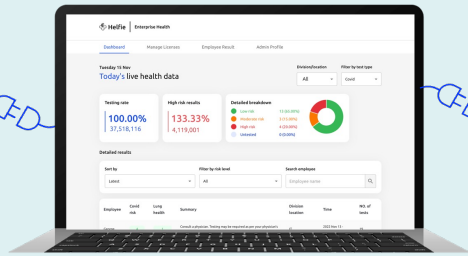 Helfie Enterprise Health
Dashboard Manage Licenses Employee Result Admin Profile
Tuesday 15 Nov
Today's live health data
Division/location Filter by test type
All Covid
Testing rate High risk results Detailed breakdown
100.00%
37,518,116
133.33%
4,119,001
Low risk
Moderate risk
High risk
Untested 0 (0.00%)
Detailed results
Sort by Filter by risk level Search employee
Latest All Employee name
Employee Covid risk Lung health Summary Division location Time NO. of tests